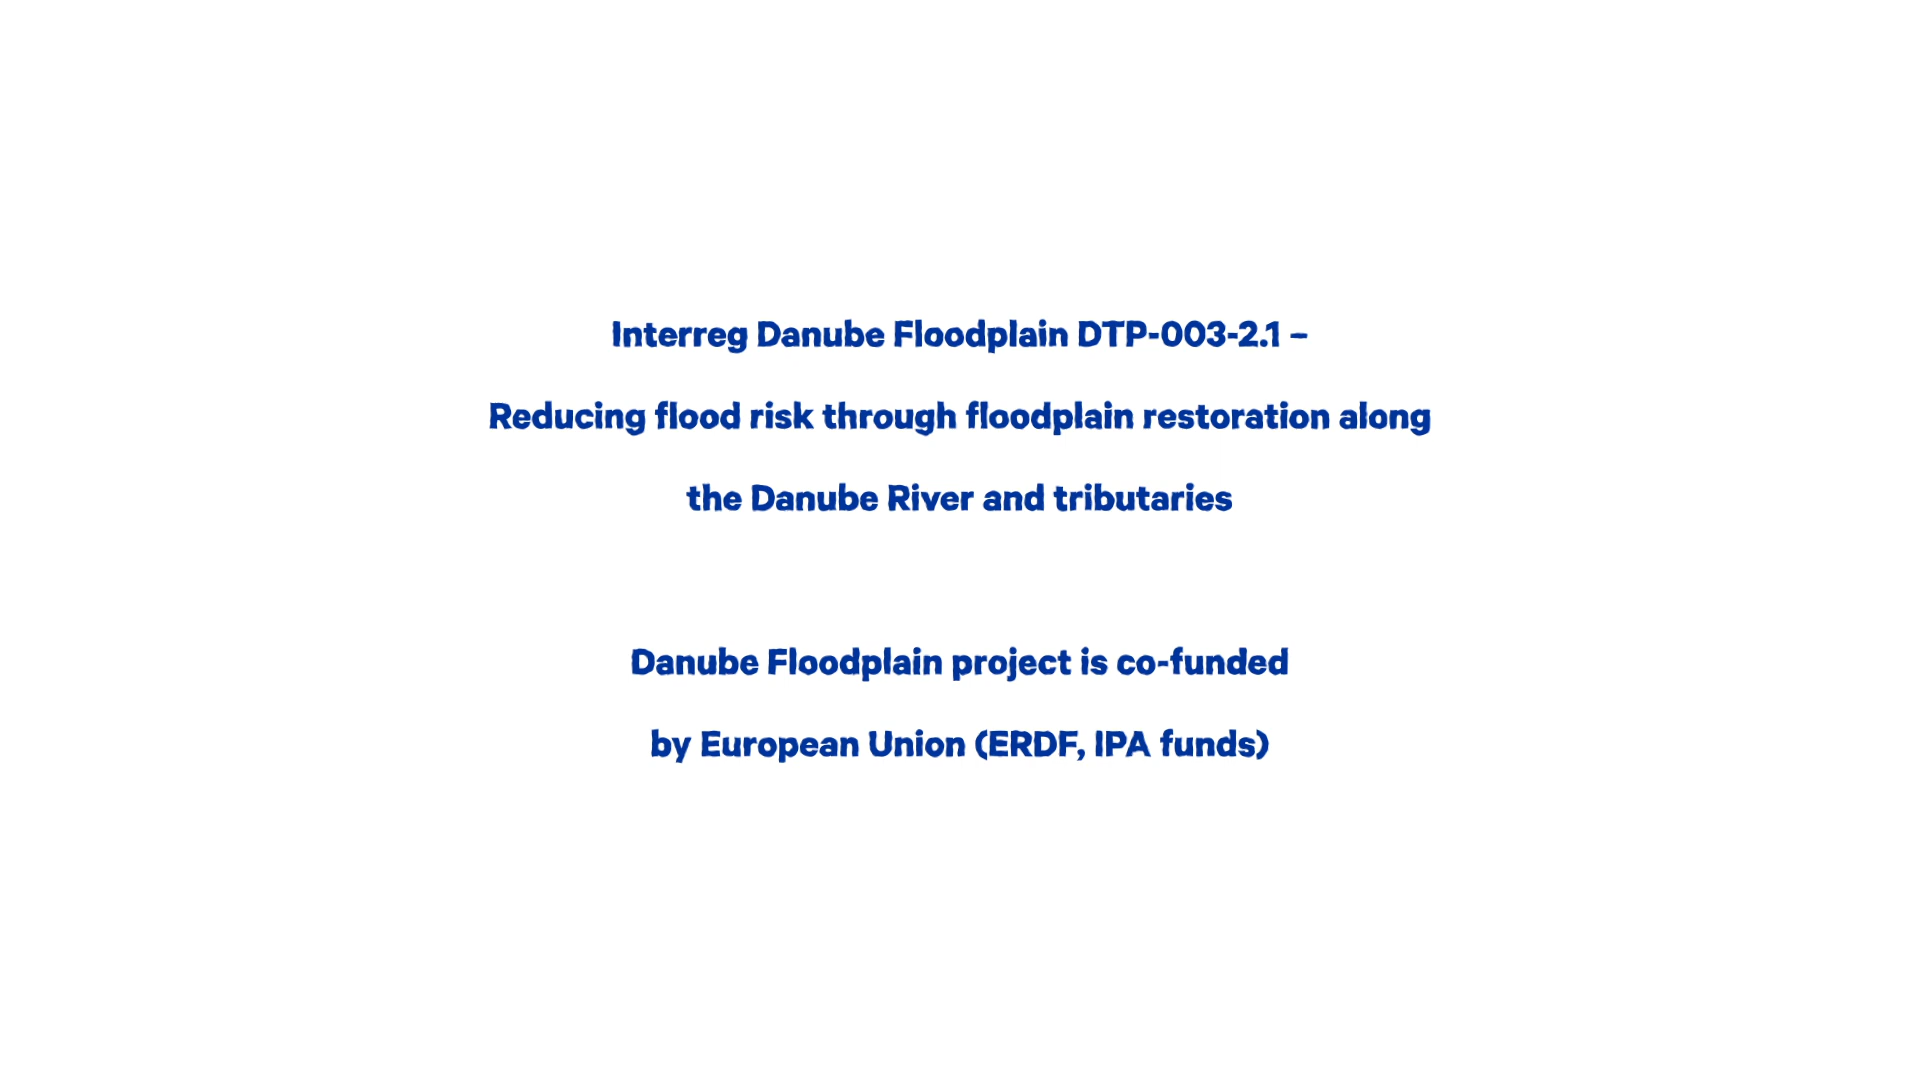 Interreg Danube Floodplain DTP-003-2.1 –
Reducing flood risk through floodplain restoration along
the Danube River and tributaries
Danube Floodplain project is co-funded
by European Union (ERDF, IPA funds)